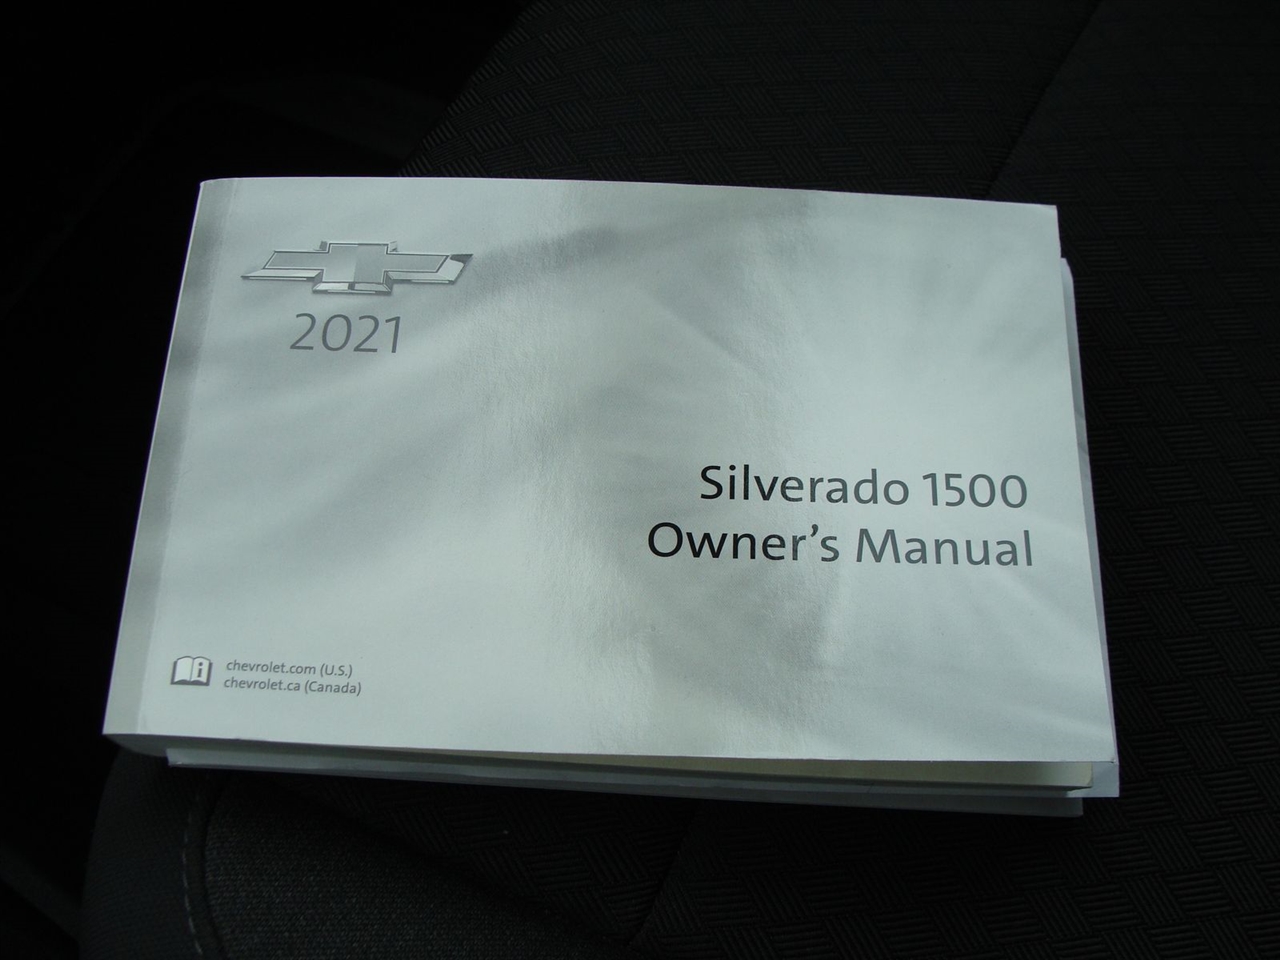 2021
Silverado 1500
Owner's Manual
chevrolet.com (U.S.)
chevrolet.ca (Canada)